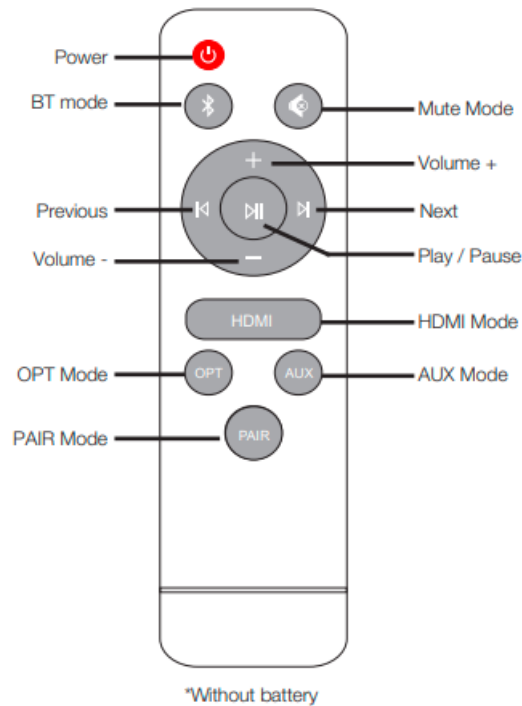 Power
BT mode
Mute Mode
Volume +
Previous
Next
Volume -
Play / Pause
HDMI
HDMI Mode
OPT Mode
OPT
AUX
AUX Mode
PAIR Mode
PAIR
*Without battery